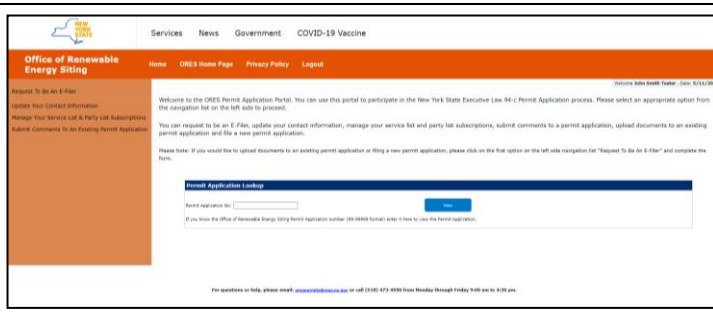 NEW YORK STATE
Services News Government COVID-19 Vaccine
Office of Renewable Energy Siting
Home ORES Home Page Privacy Policy Logout
Welcome John Smith Tester , Date: 5/11/20
Request To Be An E-Filer
Update Your Contact Information
Manage Your Service List & Party List Subscriptions
Submit Comments To An Existing Permit Application
Welcome to the ORES Permit Application Portal. You can use this portal to participate in the New York State Executive Law 94-c Permit Application process. Please select an appropriate option from
the navigation list on the left side to proceed.
You can request to be an E-Filer, update your contact information, manage your service list and party list subscriptions, submit comments to a permit application, upload documents to an existing
permit application and file a new permit application.
Please Note: If you would like to upload documents to an existing permit application or filing a new permit application, please click on the first option on the left side navigation list "Request To Be An E-Filer" and complete the
form.
Permit Application Lookup
Permit Application No:
View
If you know the Office of Renewable Energy Siting Permit Application number (99-99999 format) enter it here to view the Permit Application.
For questions or help, please email: or call (518) 473-4590 from Monday through Friday 9:00 am to 4:30 pm.